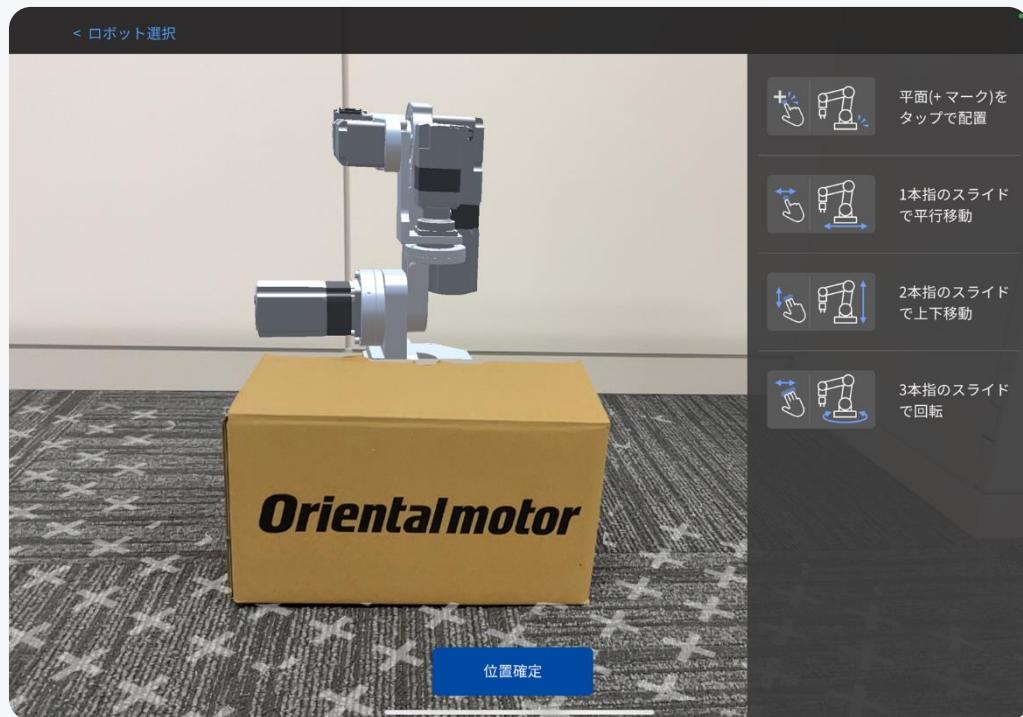 < ロボット選択
平面(+ マーク)を
タップで配置
1本指のスライド
で平行移動
2本指のスライド
で上下移動
3本指のスライド
で回転
Orientalmotor
位置確定